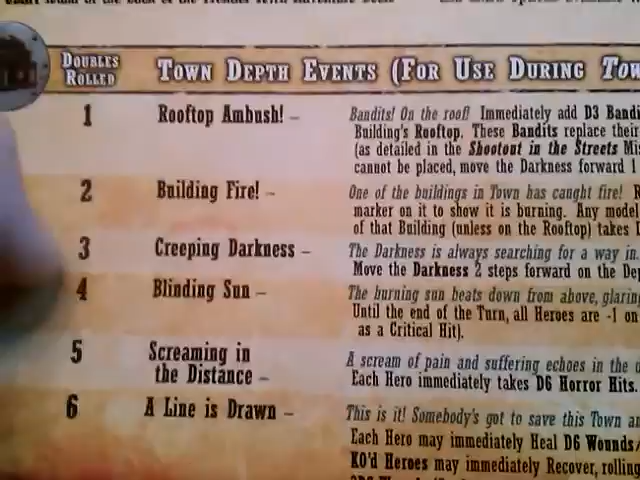 Doubles Rolled
Town Depth Events (For Use During Tow
1 Rooftop Ambush! – Bandits! On the roof! Immediately add D3 Bandi
Building's Rooftop. These Bandits replace their
(as detailed in the Shootout in the Streets Mis
cannot be placed, move the Darkness forward 1
2 Building Fire! – One of the buildings in Town has caught fire! R
marker on it to show it is burning. Any model
of that Building (unless on the Rooftop) takes
3 Creeping Darkness – The Darkness is always searching for a way in.
Move the Darkness 2 steps forward on the De
4 Blinding Sun – The burning sun beats down from above, glarin
Until the end of the Turn, all Heroes are -1 on
as a Critical Hit).
5 Screaming in
the Distance – A scream of pain and suffering echoes in the d
Each Hero immediately takes D6 Horror Hits.
6 A Line is Drawn – This is it! Somebody's got to save this Town a
Each Hero may immediately Heal D6 Wounds/
KO'd Heroes may immediately Recover, rolling